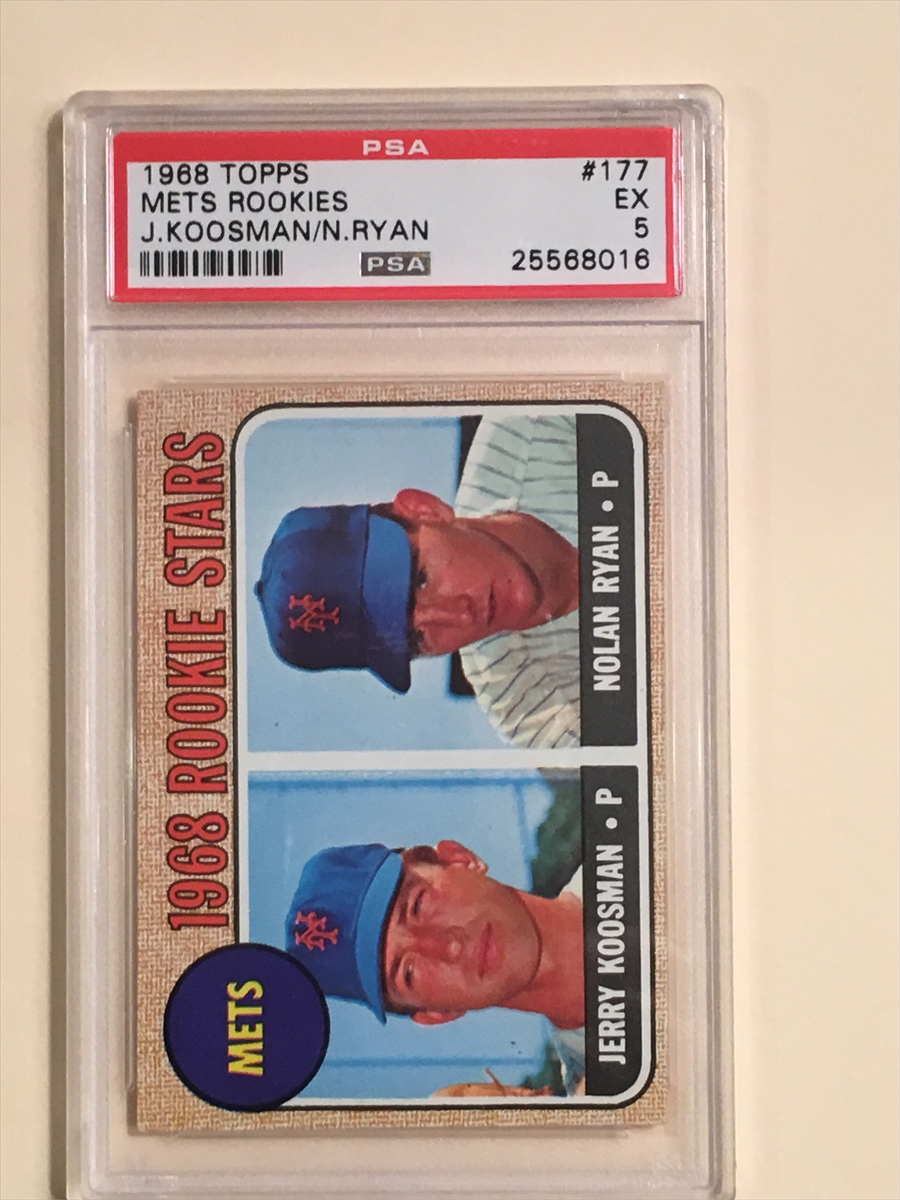 PSA
1968 TOPPS #177
METS ROOKIES EX
J.KOOSMAN/N.RYAN 5
PSA 25568016
1968 ROOKIE STARS
METS
JERRY KOOSMAN • P
NOLAN RYAN • P